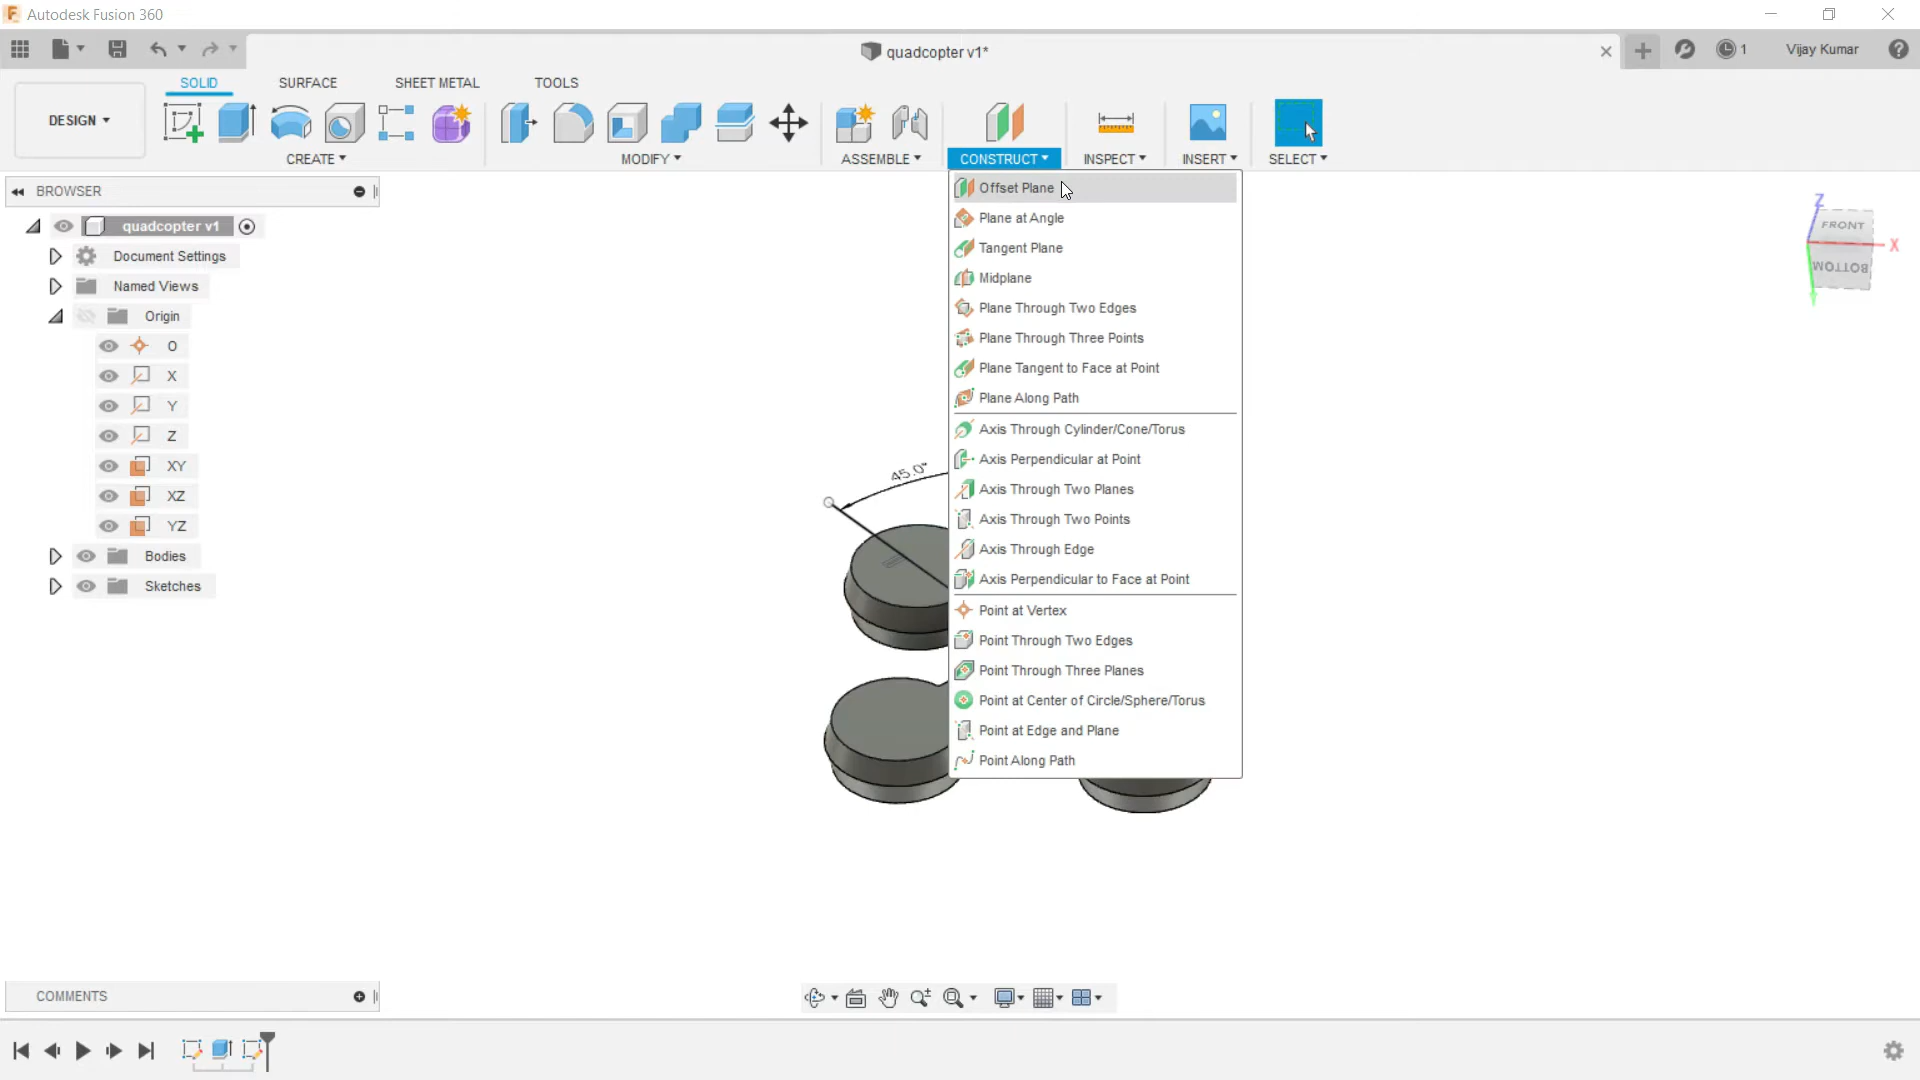 Autodesk Fusion 360
quadcopter v1*
1
Vijay Kumar
SOLID
SURFACE
SHEET METAL
TOOLS
DESIGN
CREATE
MODIFY
ASSEMBLE
CONSTRUCT
INSPECT
INSERT
SELECT
BROWSER
quadcopter v1
Document Settings
Named Views
Origin
O
X
Y
Z
XY
XZ
YZ
Bodies
Sketches
Offset Plane
Plane at Angle
Tangent Plane
Midplane
Plane Through Two Edges
Plane Through Three Points
Plane Tangent to Face at Point
Plane Along Path
Axis Through Cylinder/Cone/Torus
Axis Perpendicular at Point
Axis Through Two Planes
Axis Through Two Points
Axis Through Edge
Axis Perpendicular to Face at Point
Point at Vertex
Point Through Two Edges
Point Through Three Planes
Point at Center of Circle/Sphere/Torus
Point at Edge and Plane
Point Along Path
45.0°
Z
FRONT
X
BOTTOM
COMMENTS